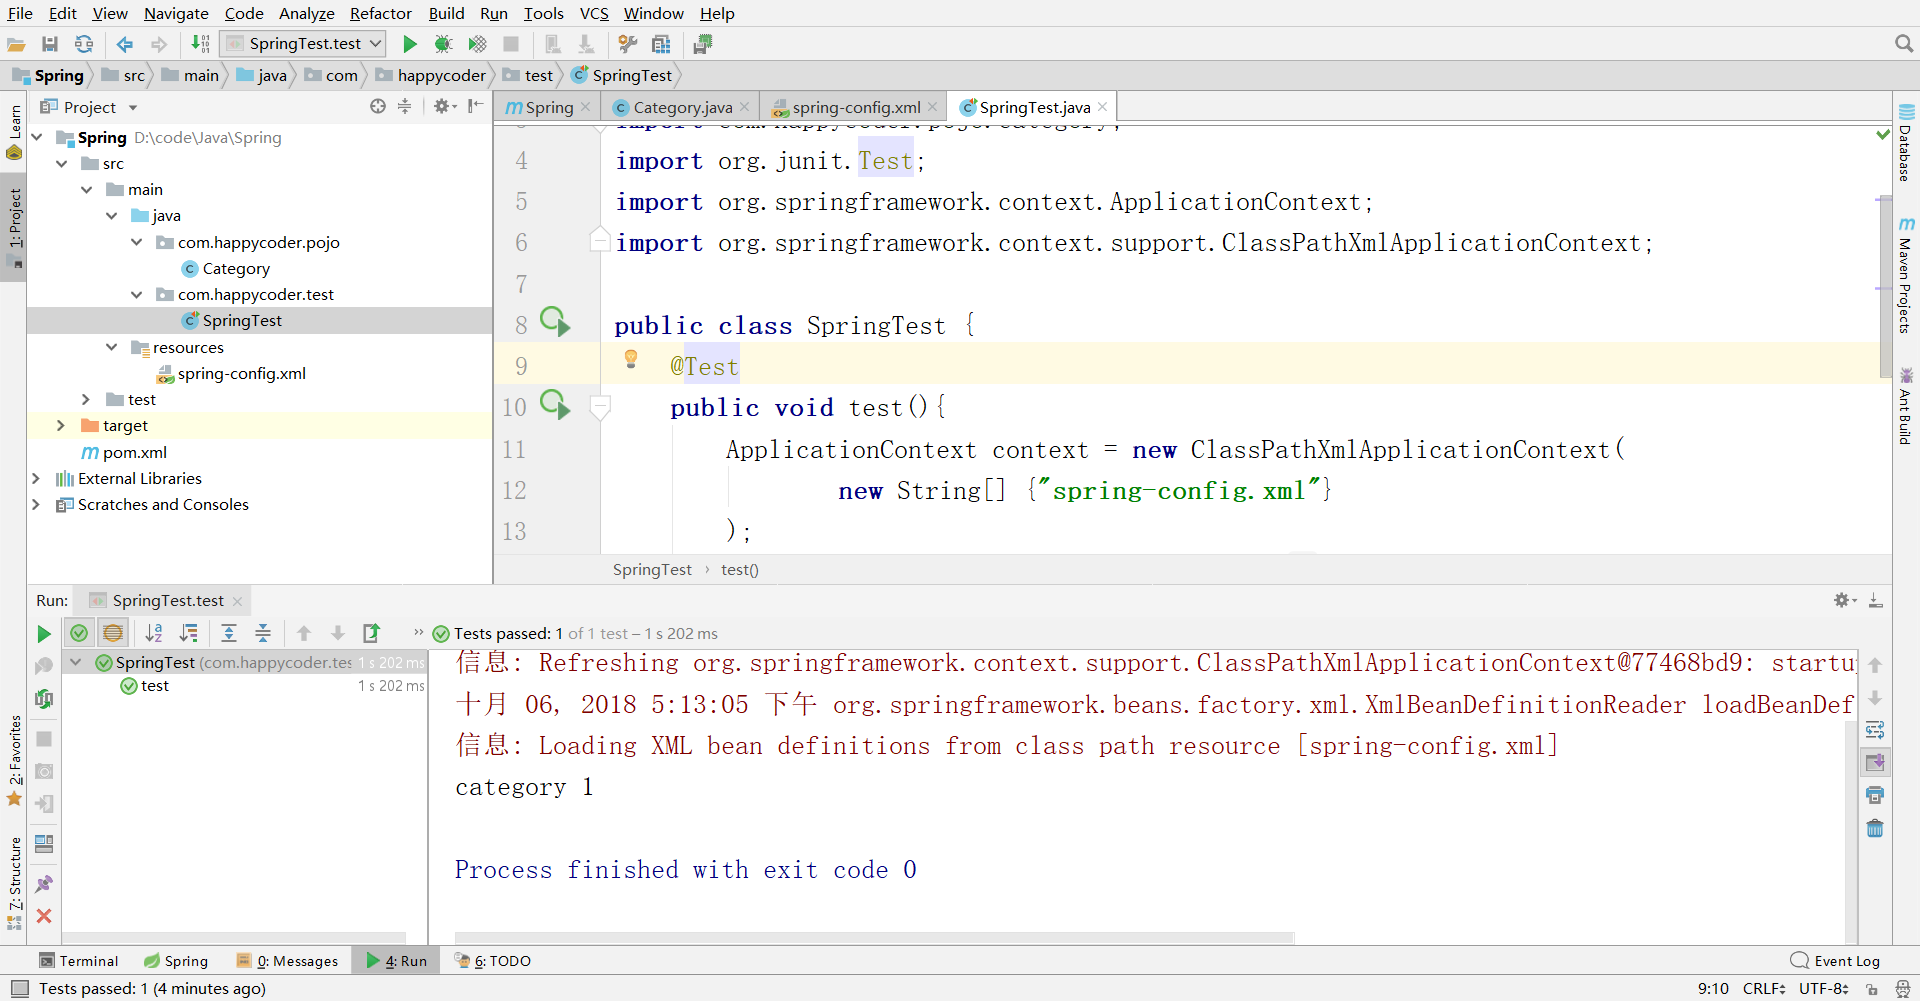 File Edit View Navigate Code Analyze Refactor Build Run Tools VCS Window Help
SpringTest.test
Spring src main java com happycoder test SpringTest
Project
Spring Category.java spring-config.xml SpringTest.java
Learn
1: Project
2: Favorites
Z: Structure
Spring D:\code\Java\Spring
src
main
java
com.happycoder.pojo
Category
com.happycoder.test
SpringTest
resources
spring-config.xml
test
target
pom.xml
External Libraries
Scratches and Consoles
import com.happycoder.pojo.Category;
4 import org.junit.Test;
5 import org.springframework.context.ApplicationContext;
6 import org.springframework.context.support.ClassPathXmlApplicationContext;
7
8 public class SpringTest {
9 @Test
10 public void test(){
11 ApplicationContext context = new ClassPathXmlApplicationContext(
12 new String[] {"spring-config.xml"}
13 );
SpringTest › test()
Database
Maven Projects
Ant Build
Run: SpringTest.test
Tests passed: 1 of 1 test – 1 s 202 ms
SpringTest (com.happycoder.tes 1 s 202 ms
test 1 s 202 ms
信息: Refreshing org.springframework.context.support.ClassPathXmlApplicationContext@77468bd9: startu
十月 06, 2018 5:13:05 下午 org.springframework.beans.factory.xml.XmlBeanDefinitionReader loadBeanDef
信息: Loading XML bean definitions from class path resource [spring-config.xml]
category 1
Process finished with exit code 0
Terminal Spring 0: Messages 4: Run 6: TODO Event Log
Tests passed: 1 (4 minutes ago) 9:10 CRLF UTF-8